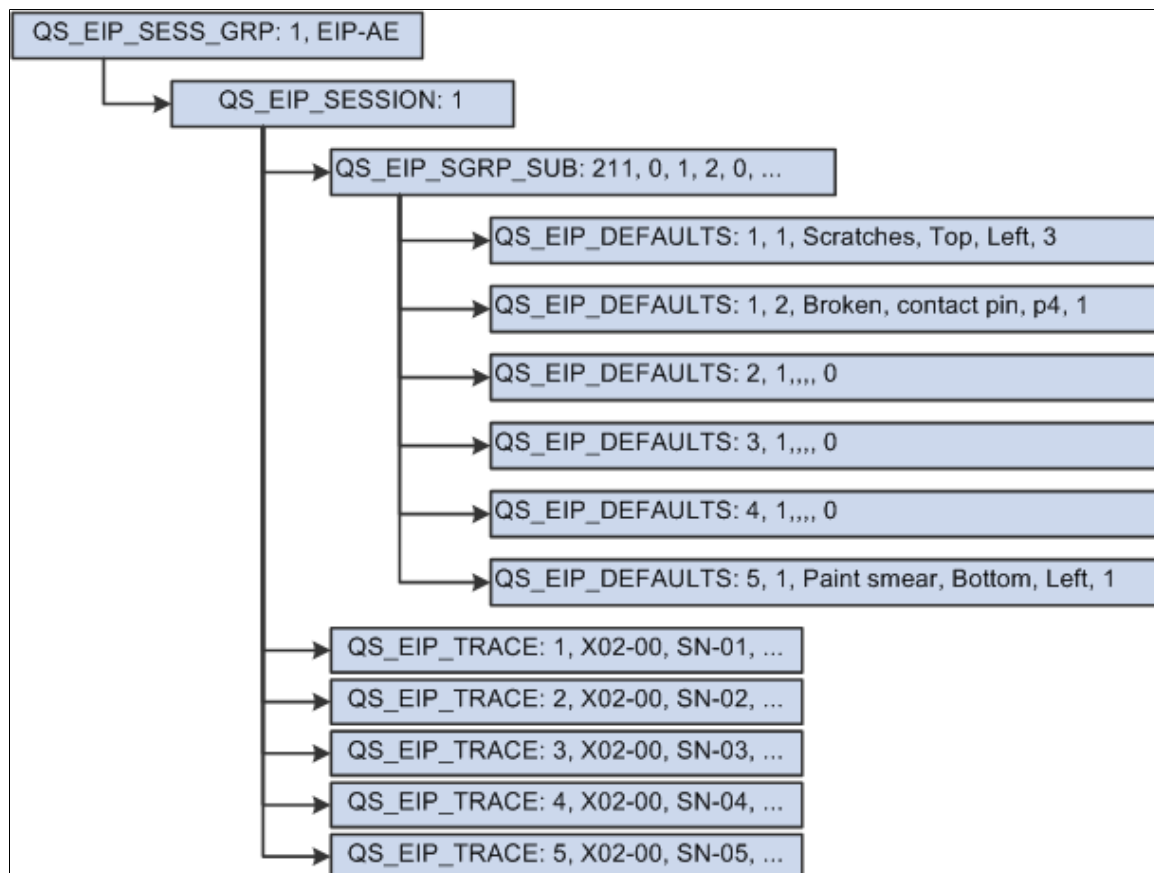 QS_EIP_SESS_GRP: 1, EIP-AE
QS_EIP_SESSION: 1
QS_EIP_SGRP_SUB: 211, 0, 1, 2, 0, ...
QS_EIP_DEFAULTS: 1, 1, Scratches, Top, Left, 3
QS_EIP_DEFAULTS: 1, 2, Broken, contact pin, p4, 1
QS_EIP_DEFAULTS: 2, 1,,,, 0
QS_EIP_DEFAULTS: 3, 1,,,, 0
QS_EIP_DEFAULTS: 4, 1,,,, 0
QS_EIP_DEFAULTS: 5, 1, Paint smear, Bottom, Left, 1
QS_EIP_TRACE: 1, X02-00, SN-01, ...
QS_EIP_TRACE: 2, X02-00, SN-02, ...
QS_EIP_TRACE: 3, X02-00, SN-03, ...
QS_EIP_TRACE: 4, X02-00, SN-04, ...
QS_EIP_TRACE: 5, X02-00, SN-05, ...